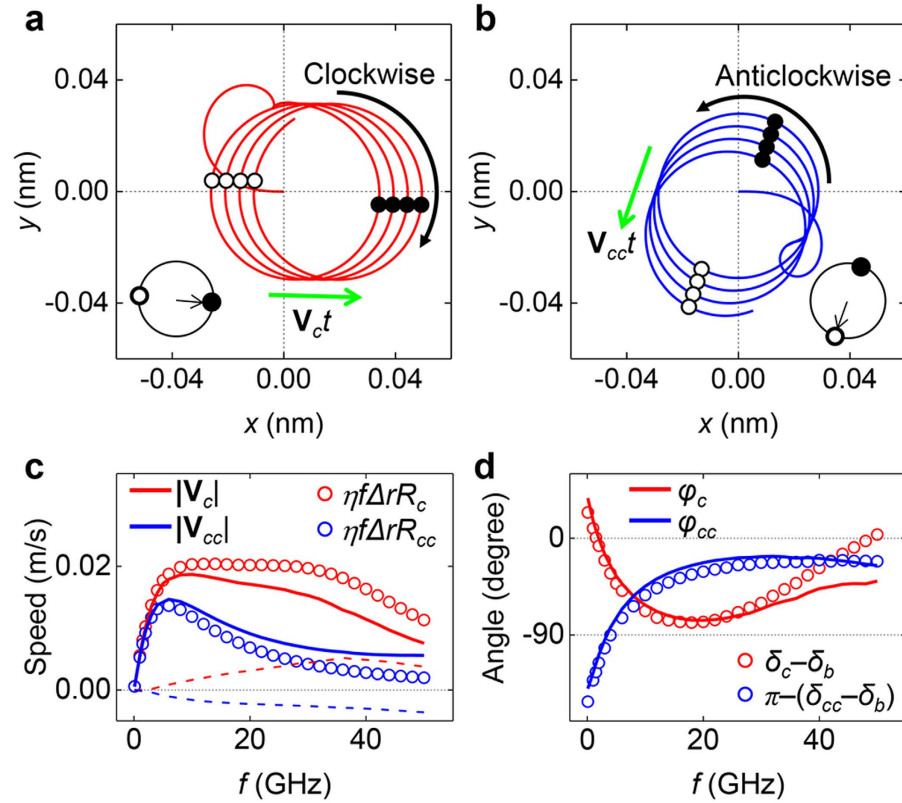 a
Clockwise
0.04
0.00
-0.04
y (nm)
V_c t
-0.04 0.00 0.04
x (nm)
b
Anticlockwise
0.04
0.00
-0.04
y (nm)
V_cc t
-0.04 0.00 0.04
x (nm)
c
|V_c|
|V_cc|
ηfΔrR_c
ηfΔrR_cc
0.02
0.00
Speed (m/s)
0 20 40
f (GHz)
d
φ_c
φ_cc
0
-90
Angle (degree)
δ_c–δ_b
π–(δ_cc–δ_b)
0 20 40
f (GHz)